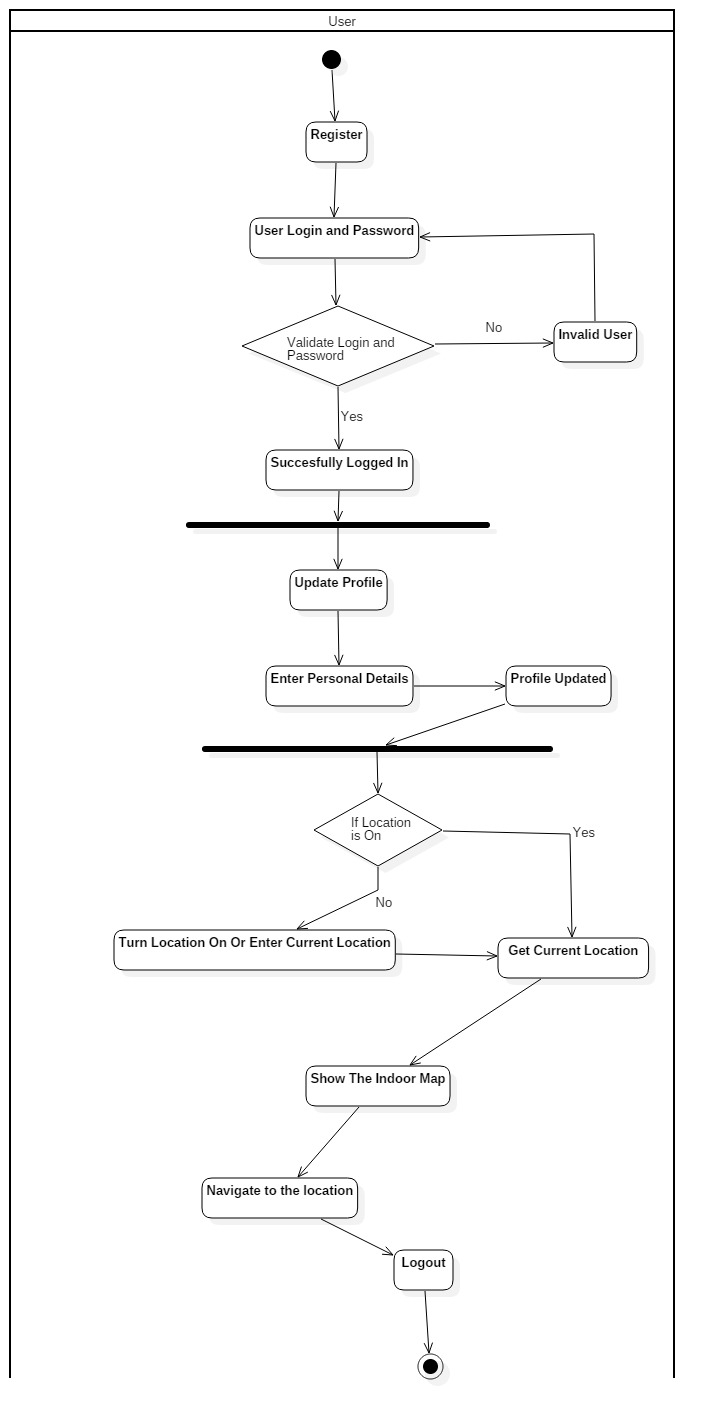 User
Register
User Login and Password
No
Invalid User
Validate Login and
Password
Yes
Succesfully Logged In
Update Profile
Enter Personal Details
Profile Updated
If Location
is On
Yes
No
Turn Location On Or Enter Current Location
Get Current Location
Show The Indoor Map
Navigate to the location
Logout